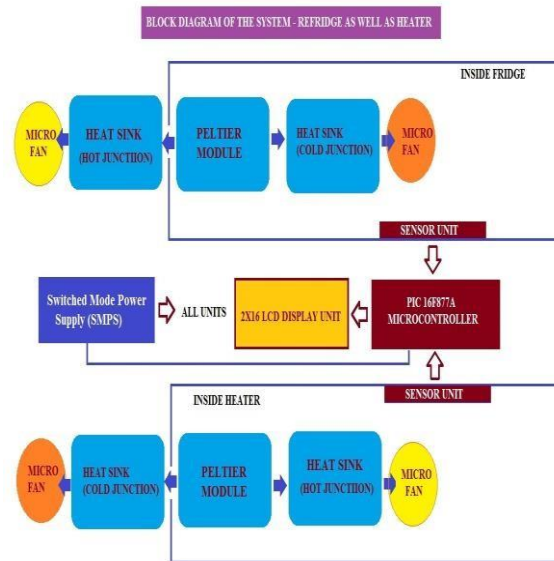 BLOCK DIAGRAM OF THE SYSTEM - REFRIDGE AS WELL AS HEATER
INSIDE FRIDGE
MICRO
FAN
HEAT SINK
(HOT JUNCTIION)
PELTIER
MODULE
HEAT SINK
(COLD JUNCTION)
MICRO
FAN
SENSOR UNIT
Switched Mode Power
Supply (SMPS)
ALL UNITS
2X16 LCD DISPLAY UNIT
PIC 16F877A
MICROCONTROLLER
SENSOR UNIT
INSIDE HEATER
MICRO
FAN
HEAT SINK
(COLD JUNCTION)
PELTIER
MODULE
HEAT SINK
(HOT JUNCTIION)
MICRO
FAN